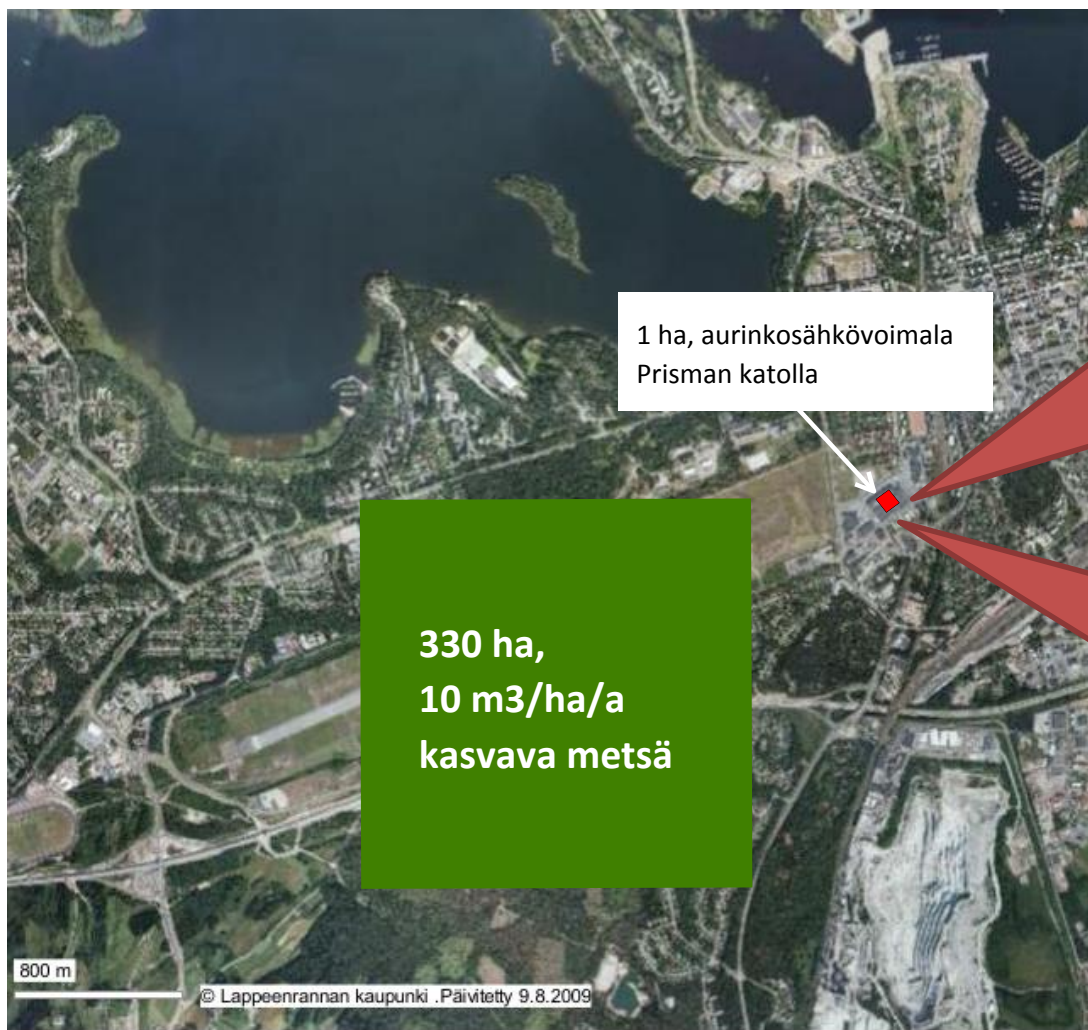 1 ha, aurinkosähkövoimala
Prisman katolla
330 ha,
10 m3/ha/a
kasvava metsä
800 m
© Lappeenrannan kaupunki .Päivitetty 9.8.2009